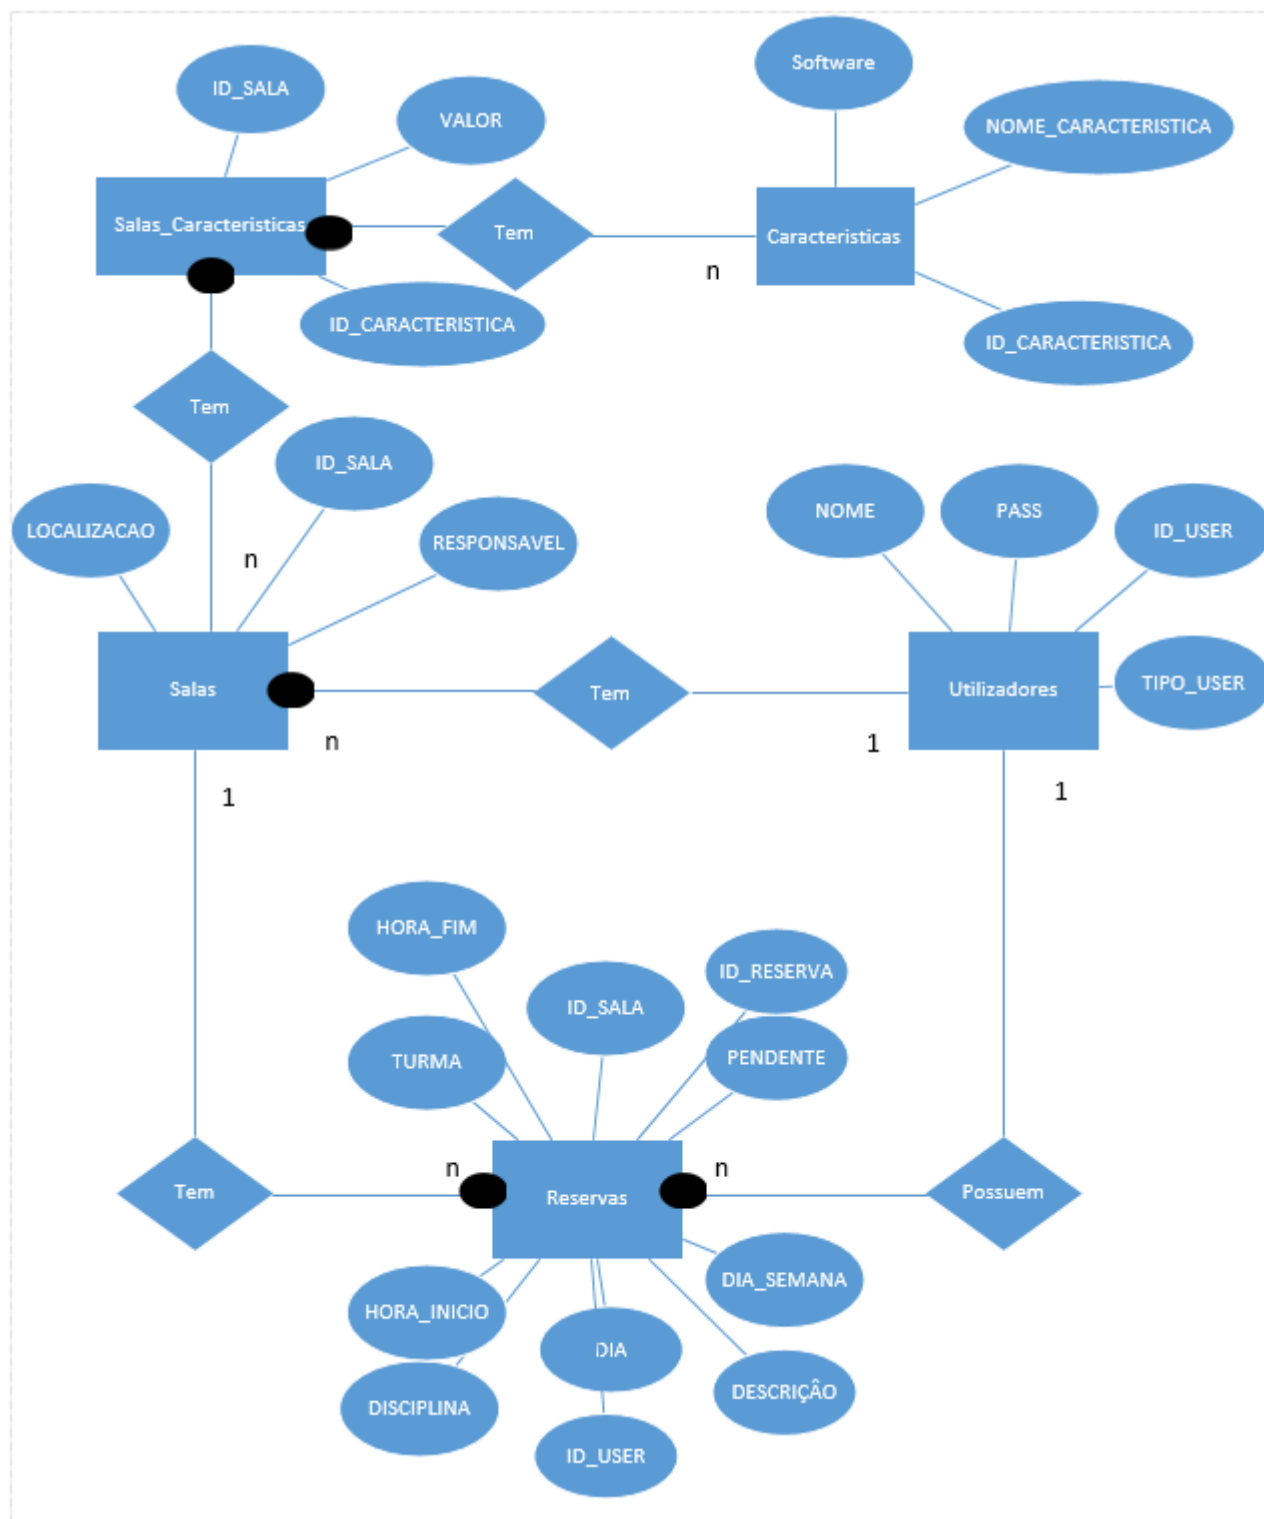 Software
ID_SALA
VALOR
NOME_CARACTERISTICA
Salas_Caracteristicas
Tem
Caracteristicas
n
ID_CARACTERISTICA
ID_CARACTERISTICA
Tem
ID_SALA
LOCALIZACAO
n
RESPONSAVEL
NOME
PASS
ID_USER
Salas
Tem
Utilizadores
TIPO_USER
n
1
1
1
HORA_FIM
ID_SALA
ID_RESERVA
TURMA
PENDENTE
n
n
Tem
Reservas
Possuem
DIA_SEMANA
HORA_INICIO
DIA
DESCRIÇÂO
DISCIPLINA
ID_USER